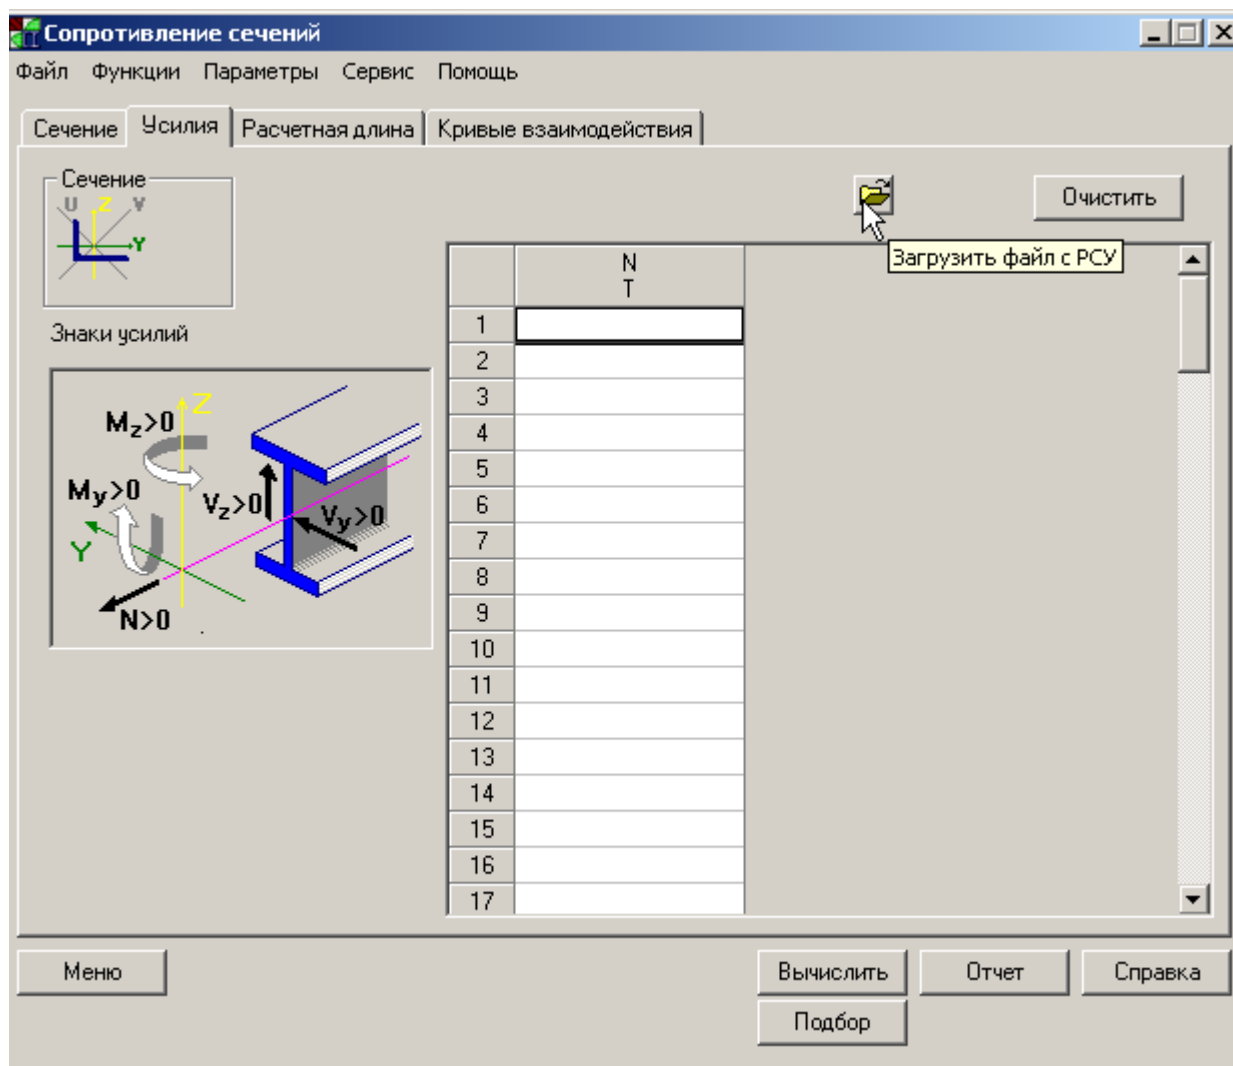 Сопротивление сечений
Файл Функции Параметры Сервис Помощь
Сечение Усилия Расчетная длина Кривые взаимодействия
Сечение
U Z V
Y
Очистить
Загрузить файл с РСУ
Знаки усилий
N
T
1
2
3
4
5
6
7
8
9
10
11
12
13
14
15
16
17
Z
Mz>0
My>0
Vz>0
Vy>0
Y
N>0
Меню Вычислить Отчет Справка
Подбор